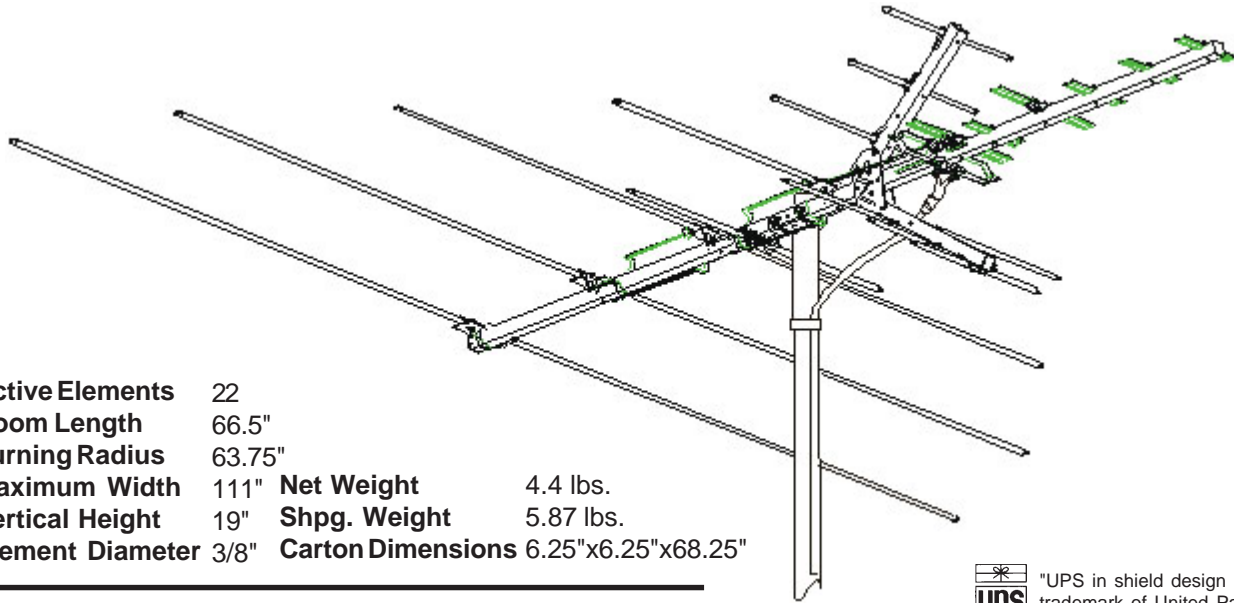 ctive Elements 22
oom Length 66.5"
urning Radius 63.75"
aximum Width 111" Net Weight 4.4 lbs.
ertical Height 19" Shpg. Weight 5.87 lbs.
ement Diameter 3/8" Carton Dimensions 6.25"x6.25"x68.25"
"UPS in shield design
ups trademark of United Pa